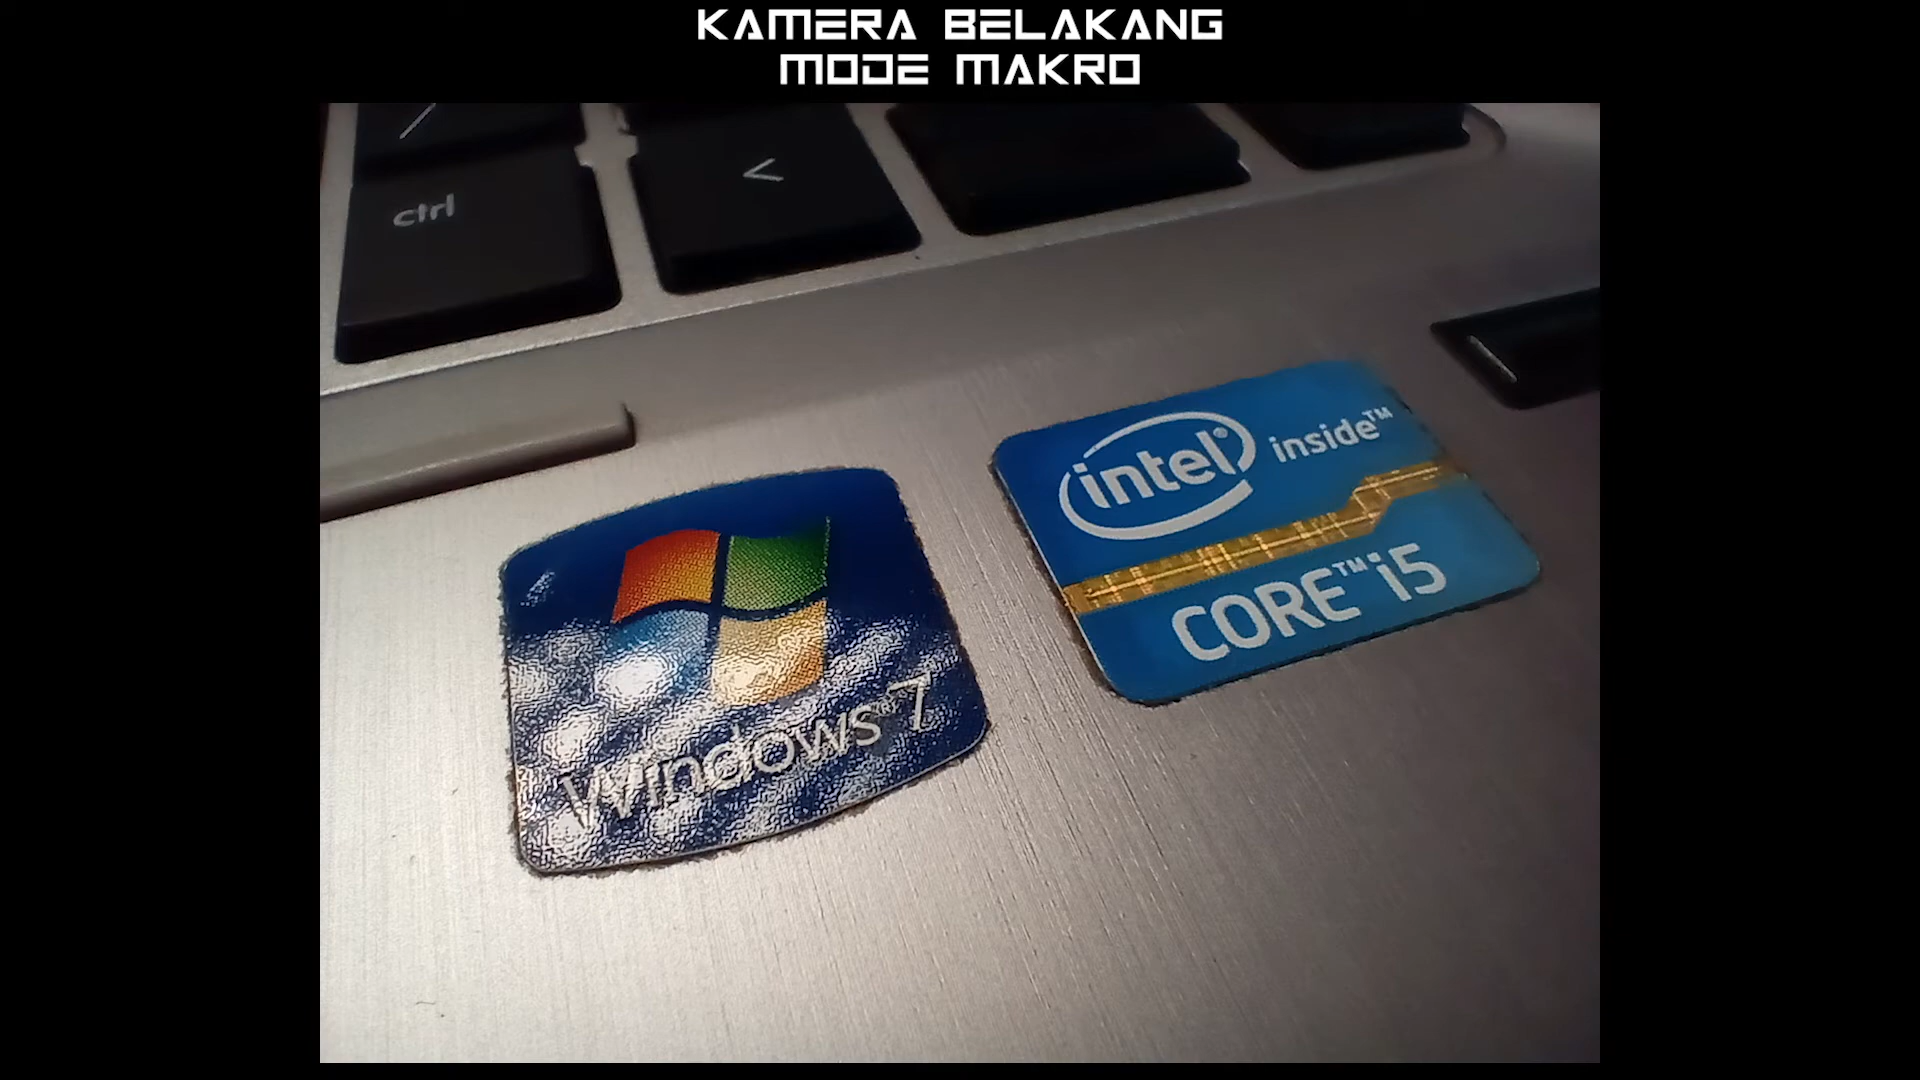 KAMERA BELAKANG
MODE MAKRO
/
ctrl
<
intel® inside™
CORE™ i5
Windows® 7